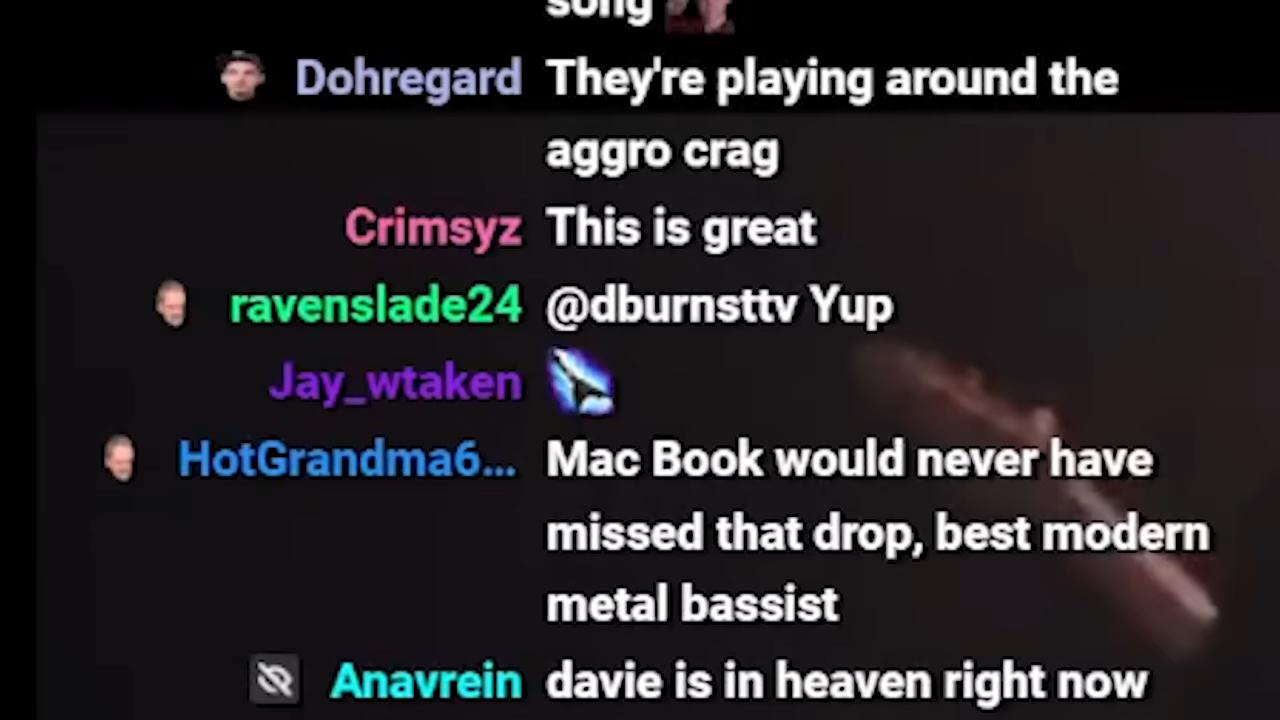 song
Dohregard They're playing around the
aggro crag
Crimsyz This is great
ravenslade24 @dburnsttv Yup
Jay_wtaken
HotGrandma6... Mac Book would never have
missed that drop, best modern
metal bassist
Anavrein davie is in heaven right now